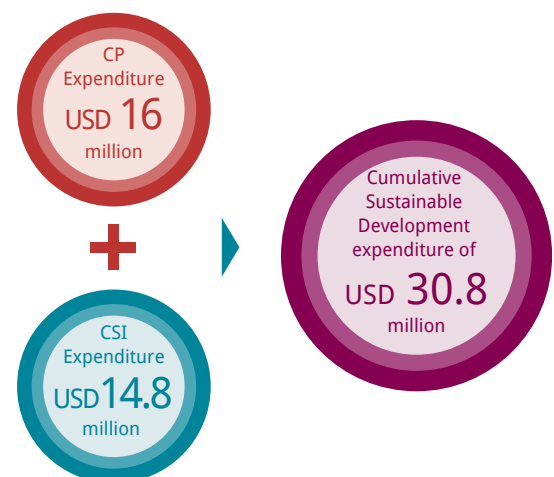 CP
Expenditure
USD 16
million
+
CSI
Expenditure
USD14.8
million
Cumulative
Sustainable
Development
expenditure of
USD 30.8
million